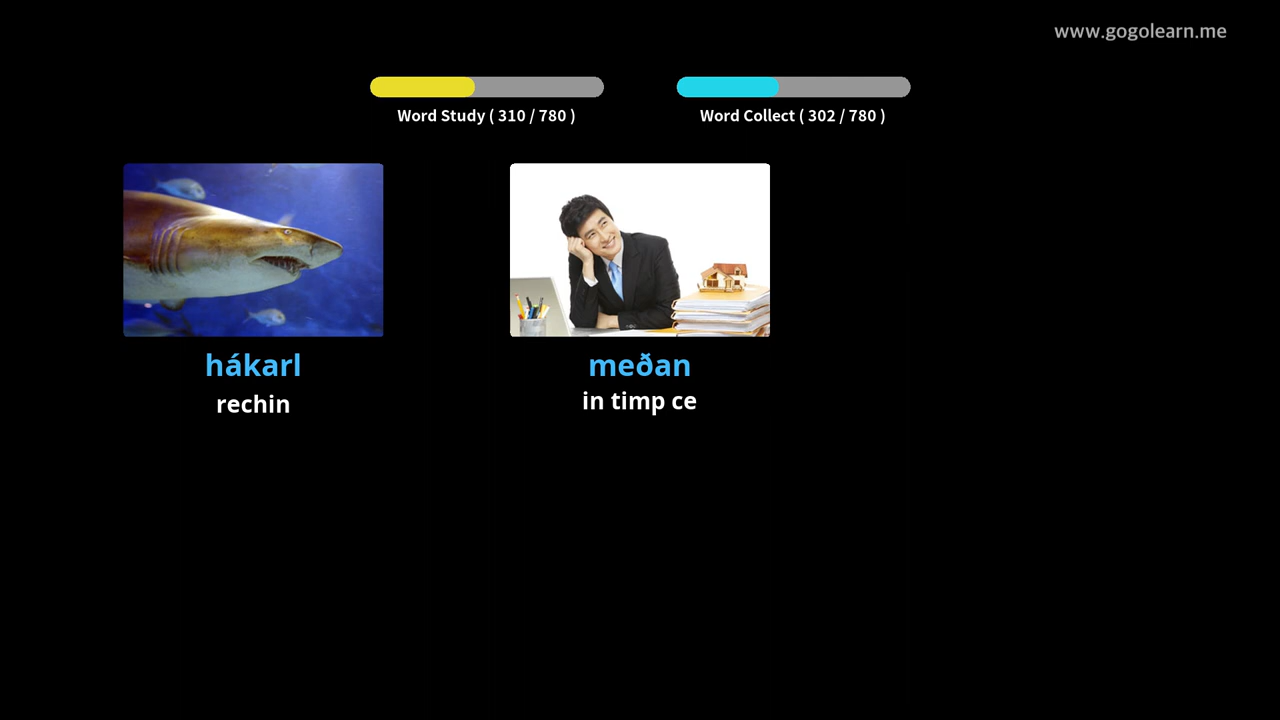 www.gogolearn.me
Word Study ( 310 / 780 )
Word Collect ( 302 / 780 )
hákarl
rechin
meðan
in timp ce